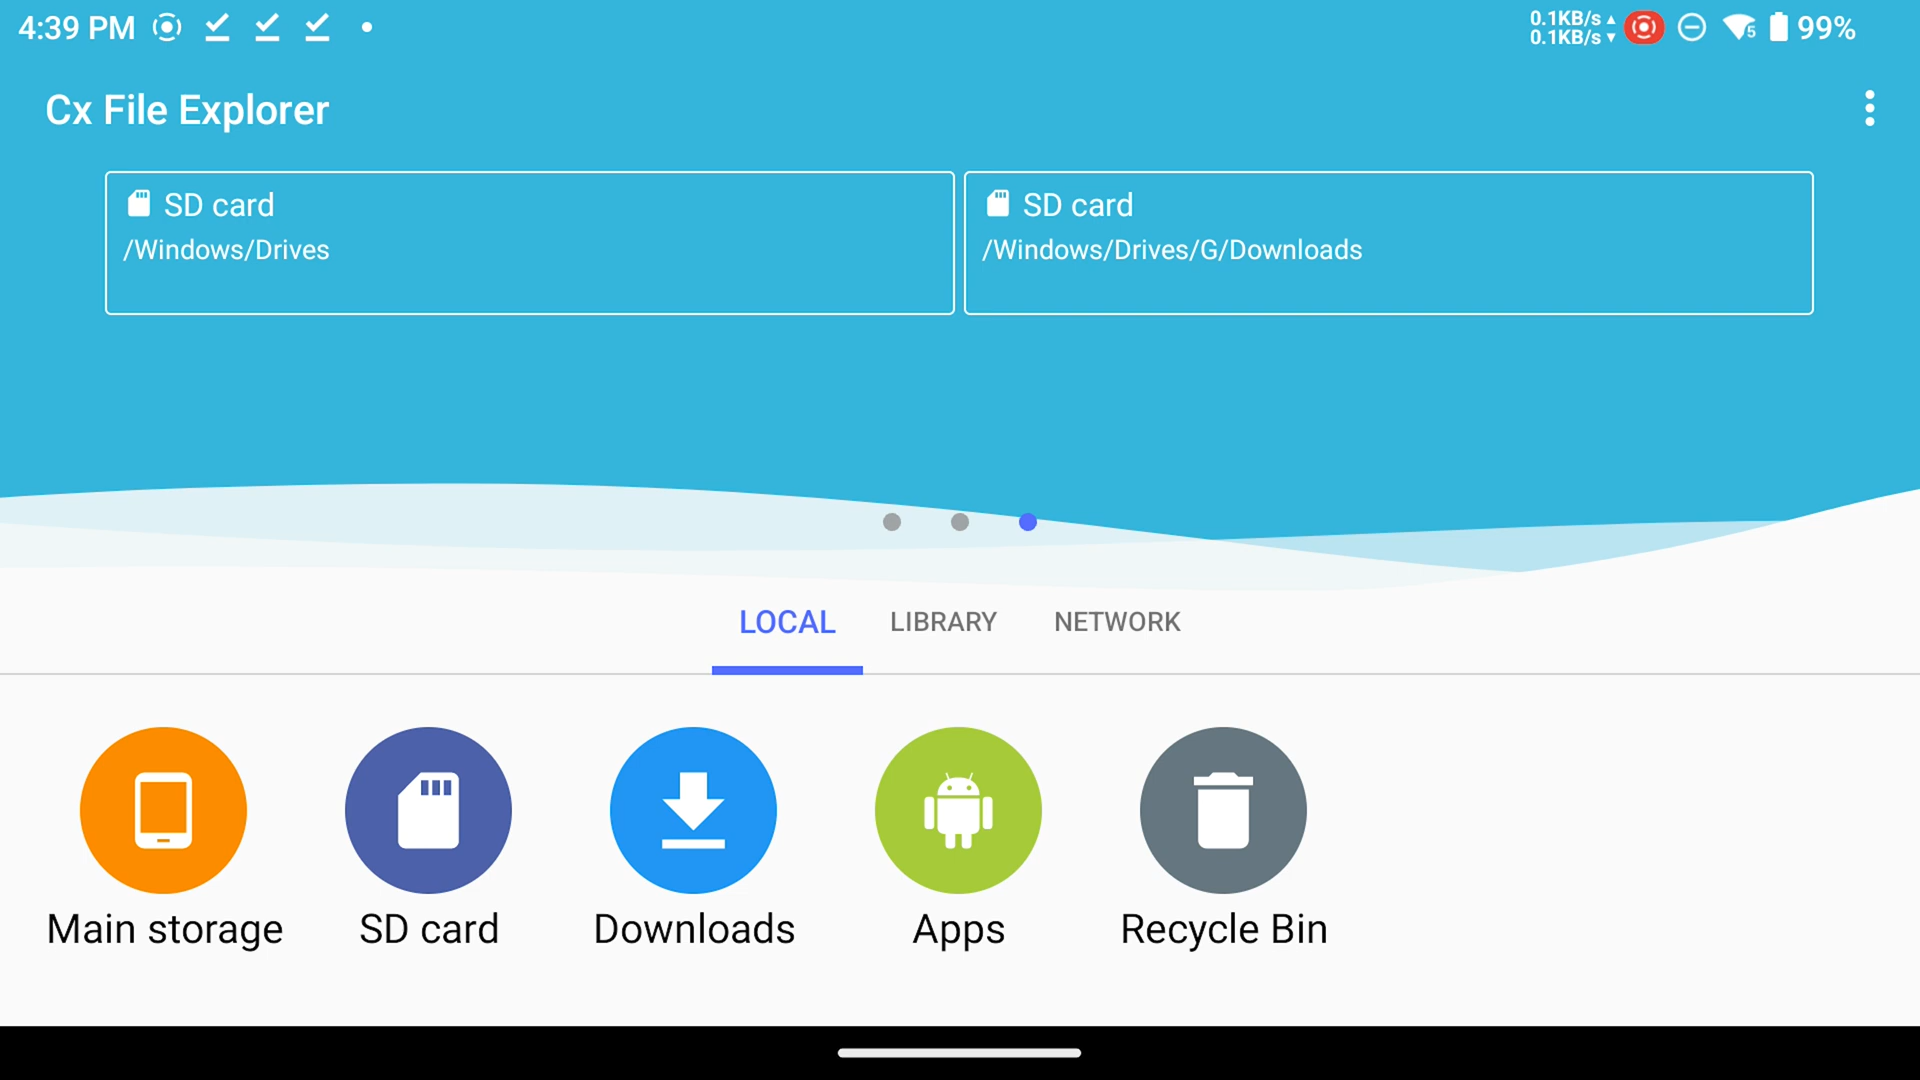 4:39 PM
0.1KB/s
0.1KB/s
5
99%
Cx File Explorer
SD card
/Windows/Drives
SD card
/Windows/Drives/G/Downloads
LOCAL
LIBRARY
NETWORK
Main storage
SD card
Downloads
Apps
Recycle Bin